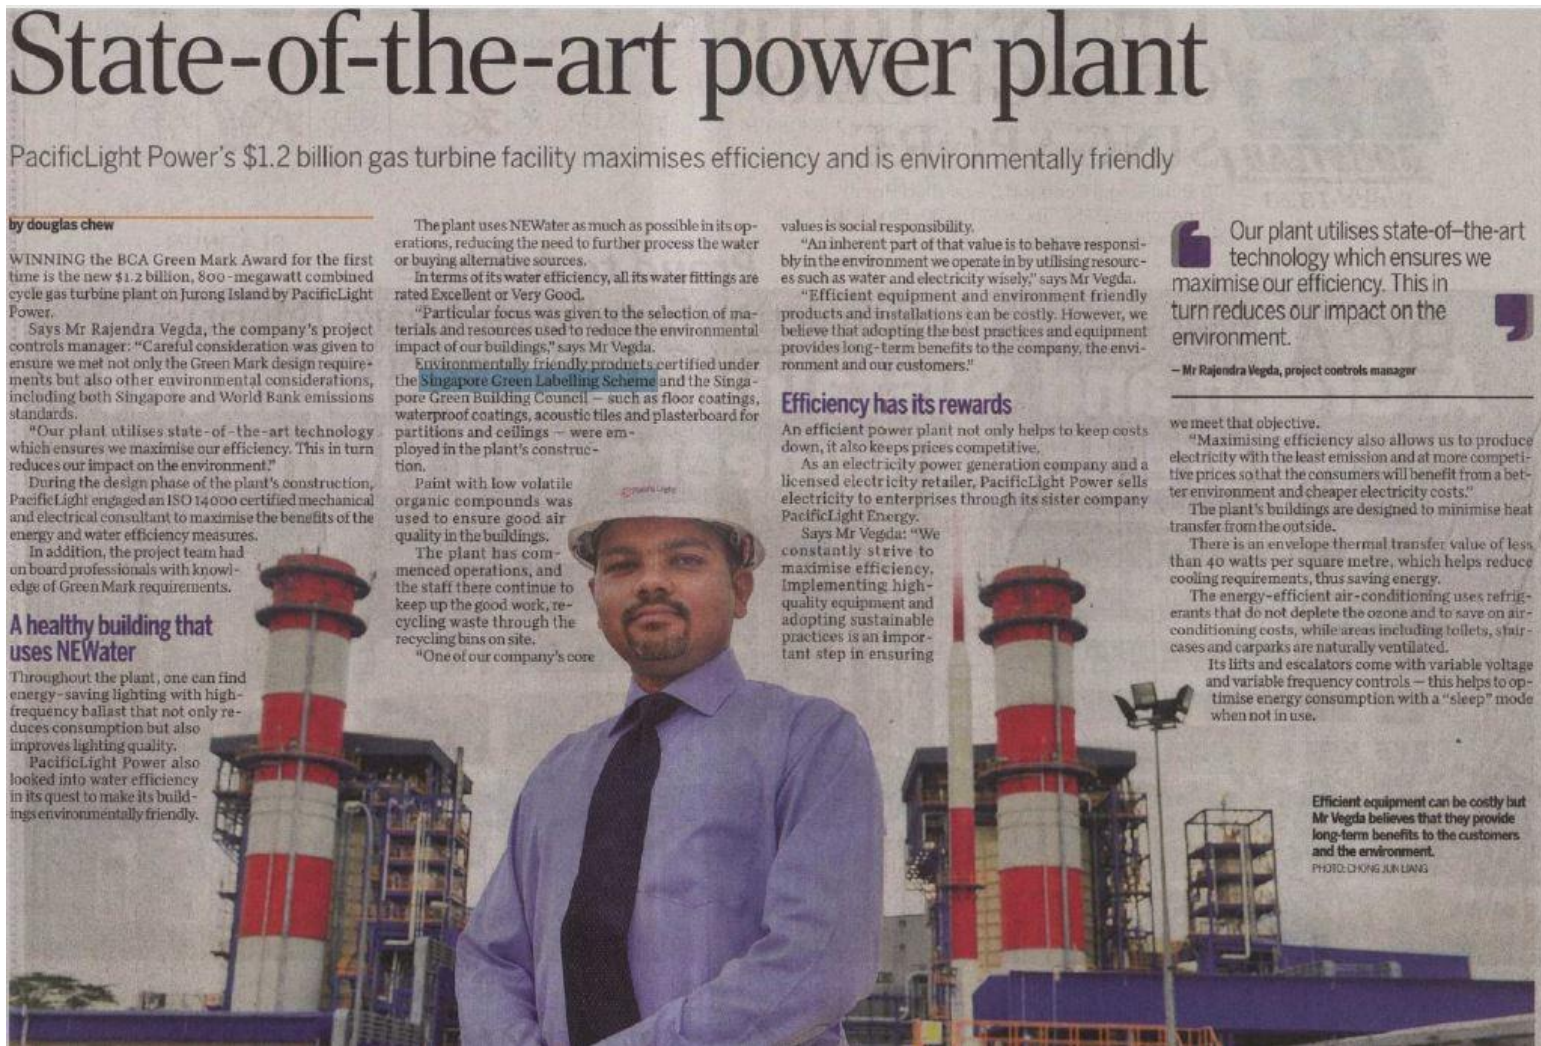 State-of-the-art power plant
PacificLight Power's $1.2 billion gas turbine facility maximises efficiency and is environmentally friendly
by douglas chew
WINNING the BCA Green Mark Award for the first
time is the new $1.2 billion, 800-megawatt combined
cycle gas turbine plant on Jurong Island by PacificLight
Power.
Says Mr Rajendra Vegda, the company's project
controls manager: "Careful consideration was given to
ensure we met not only the Green Mark design require-
ments but also other environmental considerations,
including both Singapore and World Bank emissions
standards.
"Our plant utilises state-of-the-art technology
which ensures we maximise our efficiency. This in turn
reduces our impact on the environment."
During the design phase of the plant's construction,
PacificLight engaged an ISO 14000 certified mechanical
and electrical consultant to maximise the benefits of the
energy and water efficiency measures.
In addition, the project team had
on board professionals with knowl-
edge of Green Mark requirements.
A healthy building that
uses NEWater
Throughout the plant, one can find
energy-saving lighting with high-
frequency ballast that not only re-
duces consumption but also
improves lighting quality.
PacificLight Power also
looked into water efficiency
in its quest to make its build-
ings environmentally friendly.
The plant uses NEWater as much as possible in its op-
erations, reducing the need to further process the water
or buying alternative sources.
In terms of its water efficiency, all its water fittings are
rated Excellent or Very Good.
"Particular focus was given to the selection of ma-
terials and resources used to reduce the environmental
impact of our buildings," says Mr Vegda.
Environmentally friendly products certified under
the Singapore Green Labelling Scheme and the Singa-
pore Green Building Council — such as floor coatings,
waterproof coatings, acoustic tiles and plasterboard for
partitions and ceilings — were em-
ployed in the plant's construc-
tion.
Paint with low volatile
organic compounds was
used to ensure good air
quality in the buildings.
The plant has com-
menced operations, and
the staff there continue to
keep up the good work, re-
cycling waste through the
recycling bins on site.
"One of our company's core
values is social responsibility.
"An inherent part of that value is to behave responsi-
bly in the environment we operate in by utilising resourc-
es such as water and electricity wisely," says Mr Vegda.
"Efficient equipment and environment friendly
products and installations can be costly. However, we
believe that adopting the best practices and equipment
provides long-term benefits to the company, the envi-
ronment and our customers."
Efficiency has its rewards
An efficient power plant not only helps to keep costs
down, it also keeps prices competitive.
As an electricity power generation company and a
licensed electricity retailer, PacificLight Power sells
electricity to enterprises through its sister company
PacificLight Energy.
Says Mr Vegda: "We
constantly strive to
maximise efficiency.
Implementing high-
quality equipment and
adopting sustainable
practices is an impor-
tant step in ensuring
Our plant utilises state-of-the-art
technology which ensures we
maximise our efficiency. This in
turn reduces our impact on the
environment.
— Mr Rajendra Vegda, project controls manager
we meet that objective.
"Maximising efficiency also allows us to produce
electricity with the least emission and at more competi-
tive prices so that the consumers will benefit from a bet-
ter environment and cheaper electricity costs."
The plant's buildings are designed to minimise heat
transfer from the outside.
There is an envelope thermal transfer value of less
than 40 watts per square metre, which helps reduce
cooling requirements, thus saving energy.
The energy-efficient air-conditioning uses refrig-
erants that do not deplete the ozone and to save on air-
conditioning costs, while areas including toilets, stair-
cases and carparks are naturally ventilated.
Its lifts and escalators come with variable voltage
and variable frequency controls — this helps to op-
timise energy consumption with a "sleep" mode
when not in use.
Efficient equipment can be costly but
Mr Vegda believes that they provide
long-term benefits to the customers
and the environment.
PHOTO: CHONG JUN LIANG
PacificLight